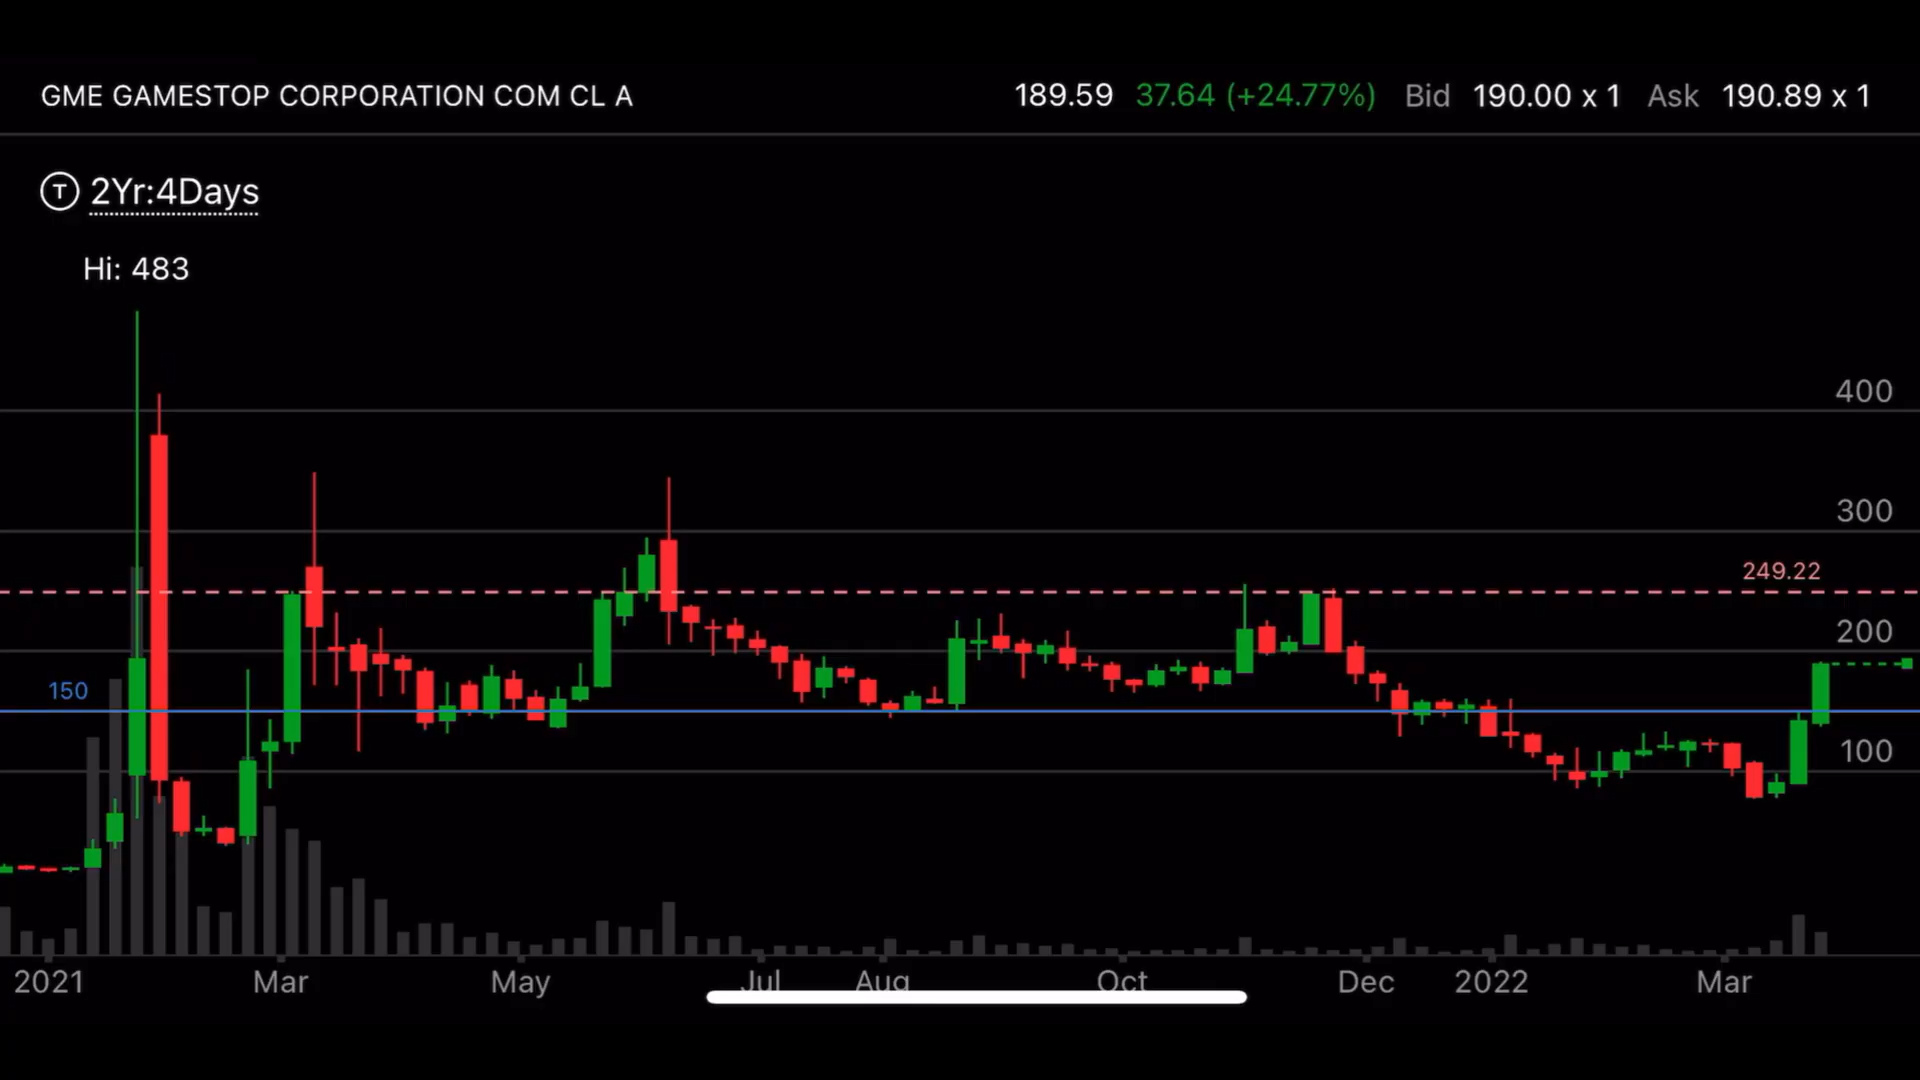 GME GAMESTOP CORPORATION COM CL A 189.59 37.64 (+24.77%) Bid 190.00 x 1 Ask 190.89 x 1
T 2Yr:4Days
Hi: 483
400
300
249.22
200
150
100
2021 Mar May Jul Aug Oct Dec 2022 Mar